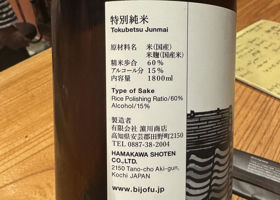 特別純米
Tokubetsu Junmai
原材料名 米(国産)
米麹(国産米)
精米歩合 60%
アルコール分 15%
内容量 1800ml
Type of Sake
Rice Polishing Ratio/60%
Alcohol/15%
製造者
有限会社 濵川商店
高知県安芸郡田野町2150
TEL 0887-38-2004
HAMAKAWA SHOTEN
CO.,LTD.
2150 Tano-cho Aki-gun,
Kochi JAPAN
www.bijofu.jp